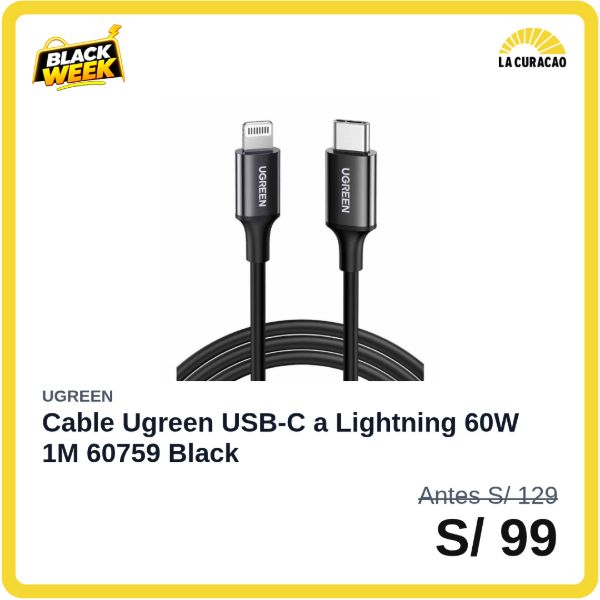 BLACK
WEEK
LA CURACAO
UGREEN
UGREEN
UGREEN
Cable Ugreen USB-C a Lightning 60W
1M 60759 Black
Antes S/ 129
S/ 99